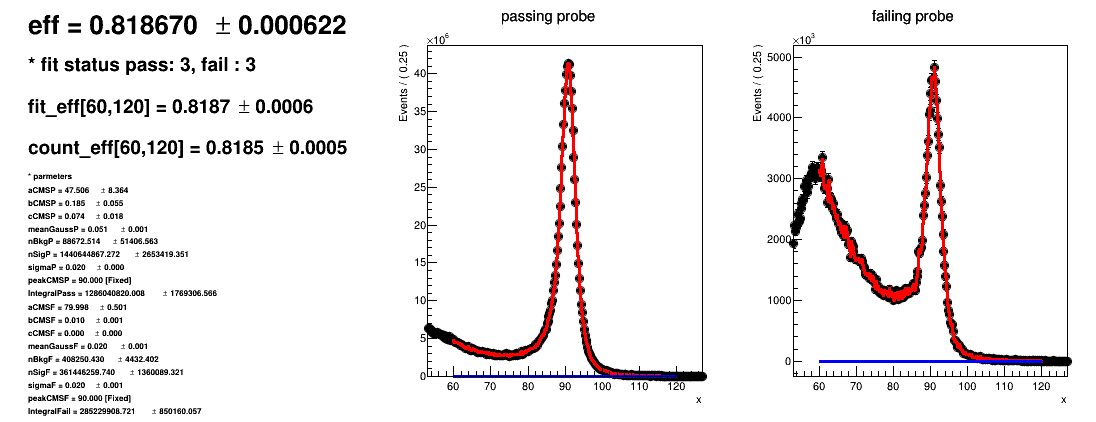 eff = 0.818670 ± 0.000622
* fit status pass: 3, fail : 3
fit_eff[60,120] = 0.8187 ± 0.0006
count_eff[60,120] = 0.8185 ± 0.0005
* parmeters
aCMSP = 47.506 ± 8.364
bCMSP = 0.185 ± 0.055
cCMSP = 0.074 ± 0.018
meanGaussP = 0.051 ± 0.001
nBkgP = 88672.514 ± 51406.563
nSigP = 1440644867.272 ± 2653419.351
sigmaP = 0.020 ± 0.000
peakCMSP = 90.000 [Fixed]
IntegralPass = 1286040820.008 ± 1769306.566
aCMSF = 79.998 ± 0.501
bCMSF = 0.010 ± 0.001
cCMSF = 0.000 ± 0.000
meanGaussF = 0.020 ± 0.001
nBkgF = 408250.430 ± 4432.402
nSigF = 361446259.740 ± 1360089.321
sigmaF = 0.020 ± 0.001
peakCMSF = 90.000 [Fixed]
IntegralFail = 285229908.721 ± 850160.057
passing probe
×10⁶
Events / ( 0.25 )
40
35
30
25
20
15
10
5
0
60 70 80 90 100 110 120
x
failing probe
×10³
Events / ( 0.25 )
5000
4000
3000
2000
1000
0
60 70 80 90 100 110 120
x